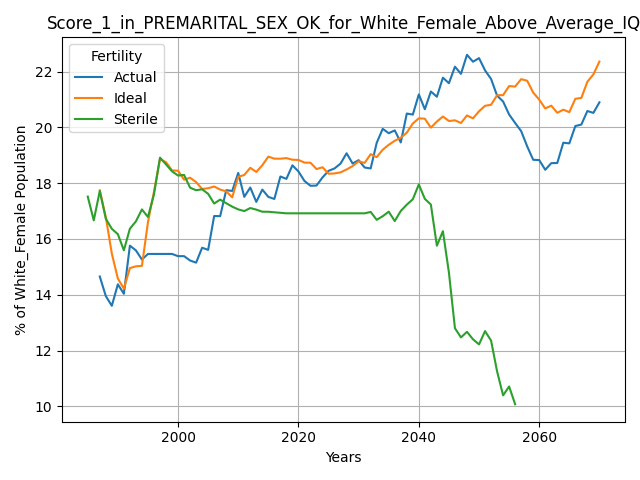 Score_1_in_PREMARITAL_SEX_OK_for_White_Female_Above_Average_IQ
Fertility
Actual
Ideal
Sterile
% of White_Female Population
22
20
18
16
14
12
10
2000
2020
2040
2060
Years